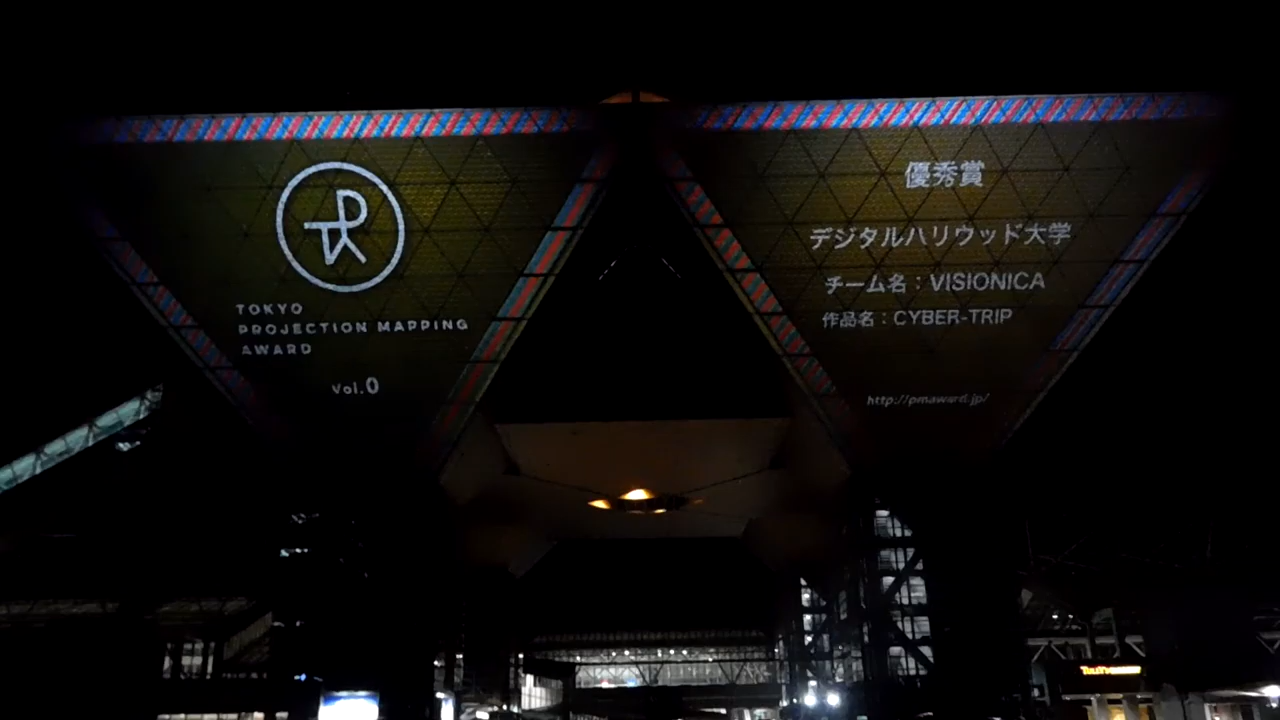 TOKYO
PROJECTION MAPPING
AWARD
Vol.0
優秀賞
デジタルハリウッド大学
チーム名：VISIONICA
作品名：CYBER-TRIP
http://pmaward.jp/